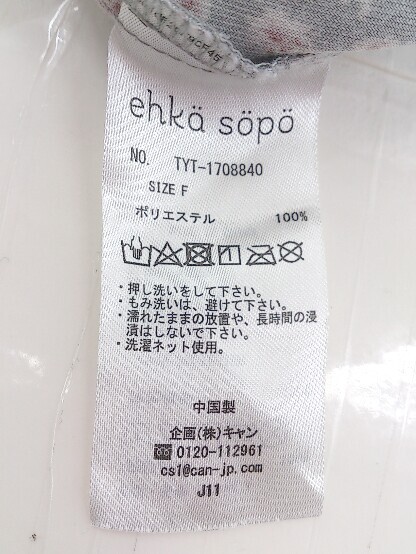 ehkä söpö
NO. TYT-1708840
SIZE F
ポリエステル 100%
・押し洗いをして下さい。
・もみ洗いは、避けて下さい。
・濡れたままの放置や、長時間の浸
漬はしないで下さい。
・洗濯ネット使用。
中国製
企画(株)キャン
0120-112961
cs1@can-jp.com
J11